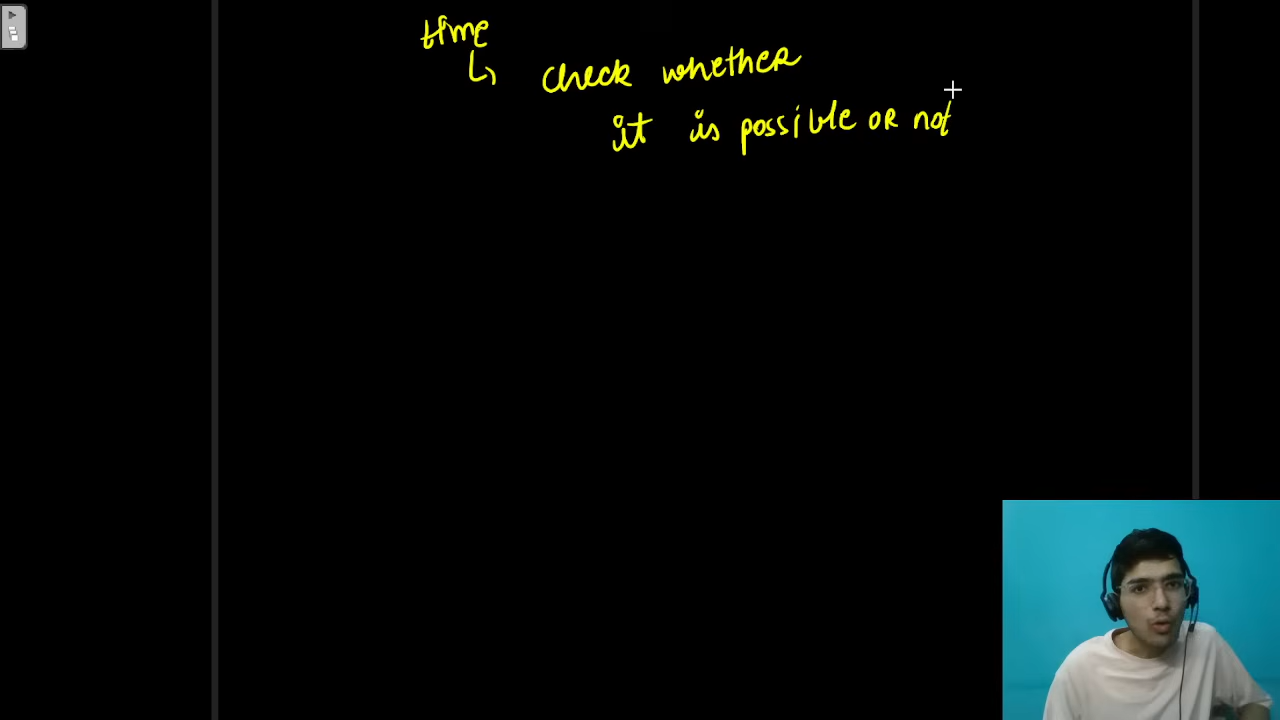 time
↳ check whether
it is possible or not